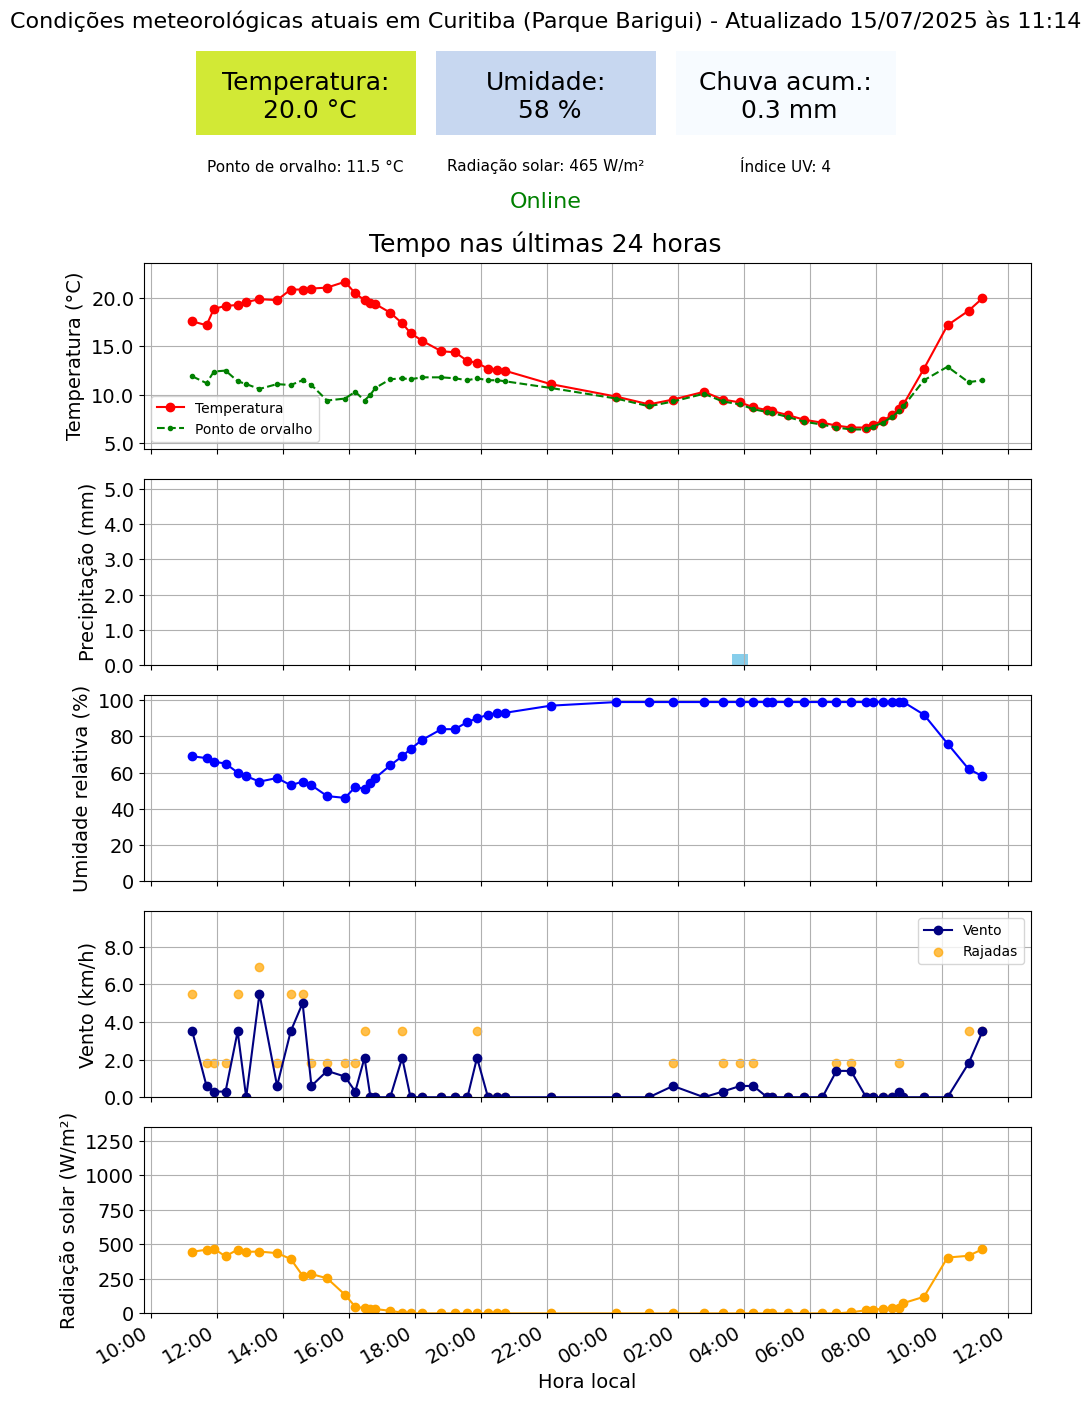 Condições meteorológicas atuais em Curitiba (Parque Barigui) - Atualizado 15/07/2025 às 11:14
Temperatura:
20.0 °C
Umidade:
58 %
Chuva acum.:
0.3 mm
Ponto de orvalho: 11.5 °C
Radiação solar: 465 W/m²
Índice UV: 4
Online
Tempo nas últimas 24 horas
Temperatura (°C)
20.0
15.0
10.0
5.0
Temperatura
Ponto de orvalho
Precipitação (mm)
5.0
4.0
3.0
2.0
1.0
0.0
Umidade relativa (%)
100
80
60
40
20
0
Vento (km/h)
8.0
6.0
4.0
2.0
0.0
Vento
Rajadas
Radiação solar (W/m²)
1250
1000
750
500
250
0
10:00
12:00
14:00
16:00
18:00
20:00
22:00
00:00
02:00
04:00
06:00
08:00
10:00
12:00
Hora local